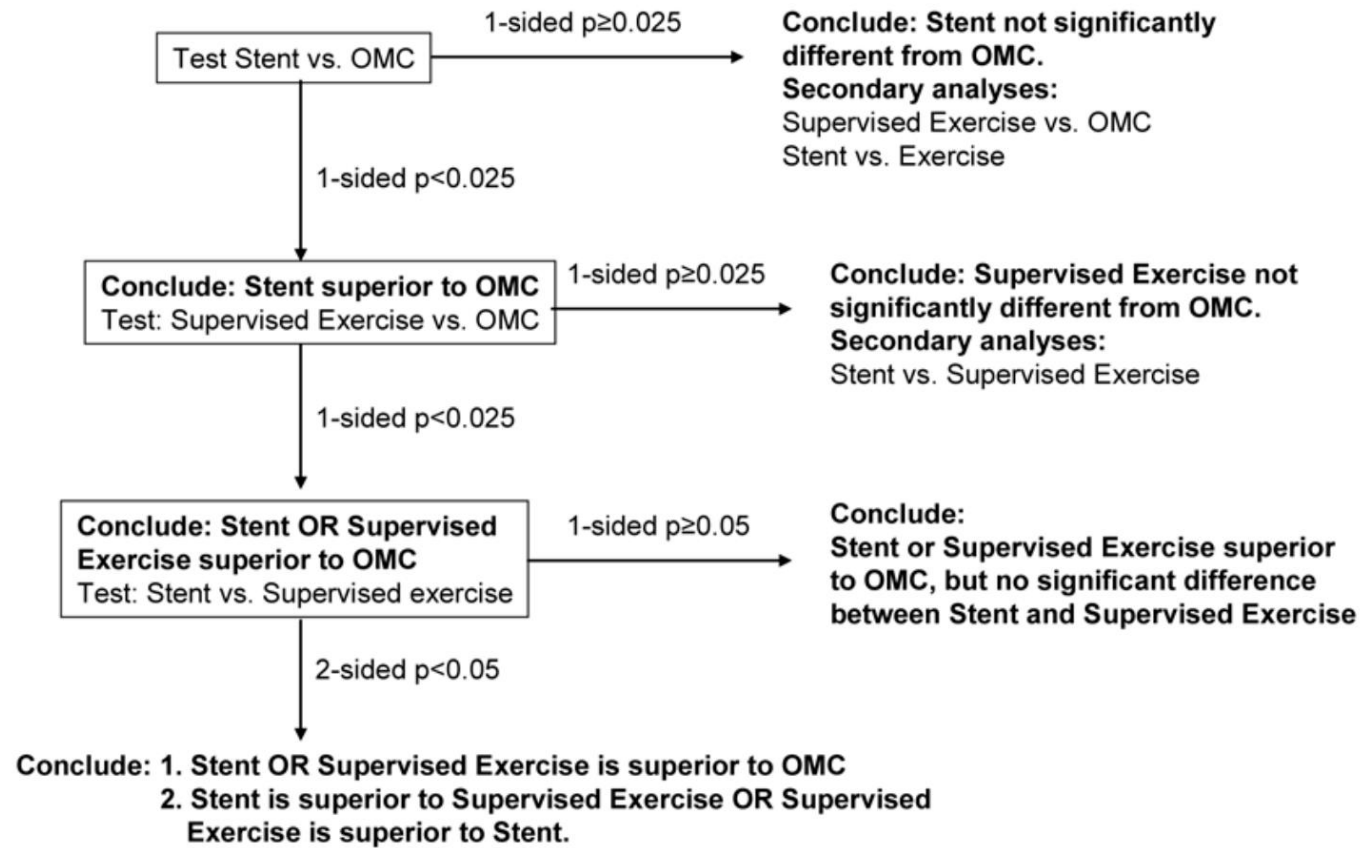 1-sided p≥0.025
Test Stent vs. OMC
Conclude: Stent not significantly
different from OMC.
Secondary analyses:
Supervised Exercise vs. OMC
Stent vs. Exercise
1-sided p<0.025
Conclude: Stent superior to OMC
Test: Supervised Exercise vs. OMC
1-sided p≥0.025
Conclude: Supervised Exercise not
significantly different from OMC.
Secondary analyses:
Stent vs. Supervised Exercise
1-sided p<0.025
Conclude: Stent OR Supervised
Exercise superior to OMC
Test: Stent vs. Supervised exercise
1-sided p≥0.05
Conclude:
Stent or Supervised Exercise superior
to OMC, but no significant difference
between Stent and Supervised Exercise
2-sided p<0.05
Conclude: 1. Stent OR Supervised Exercise is superior to OMC
2. Stent is superior to Supervised Exercise OR Supervised
Exercise is superior to Stent.